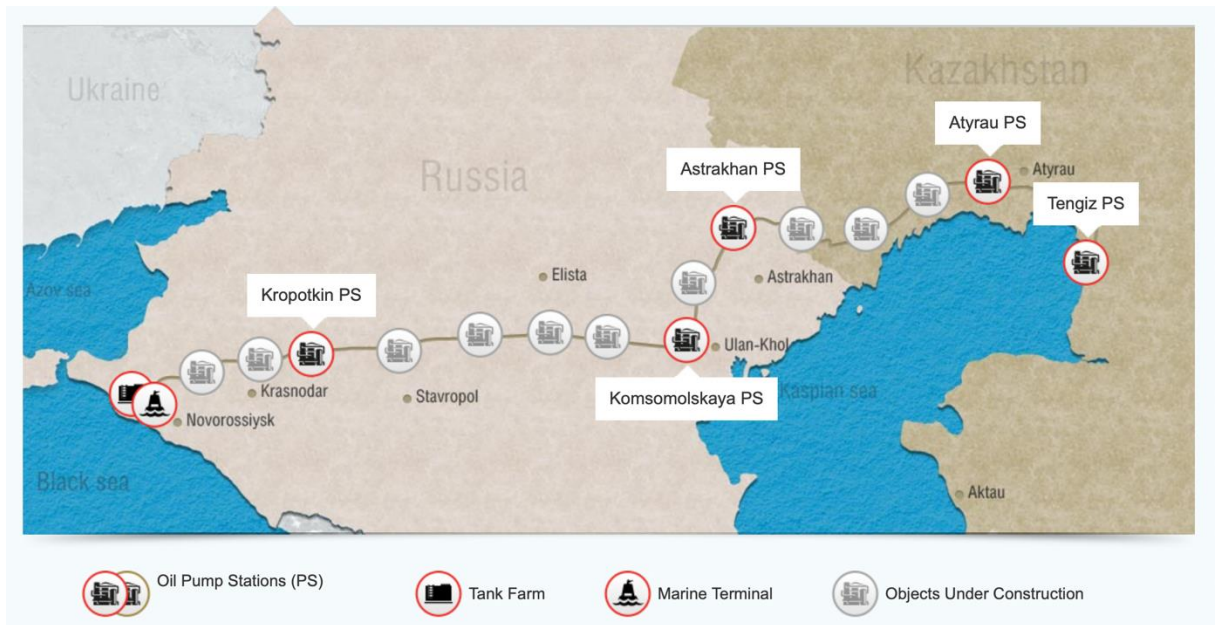 Ukraine
Kazakhstan
Atyrau PS
Astrakhan PS
Atyrau
Russia
Tengiz PS
Elista
Astrakhan
Azov sea
Kropotkin PS
Ulan-Khol
Krasnodar
Stavropol
Komsomolskaya PS
Kaspian sea
Novorossiysk
Black sea
Aktau
Oil Pump Stations (PS)
Tank Farm
Marine Terminal
Objects Under Construction